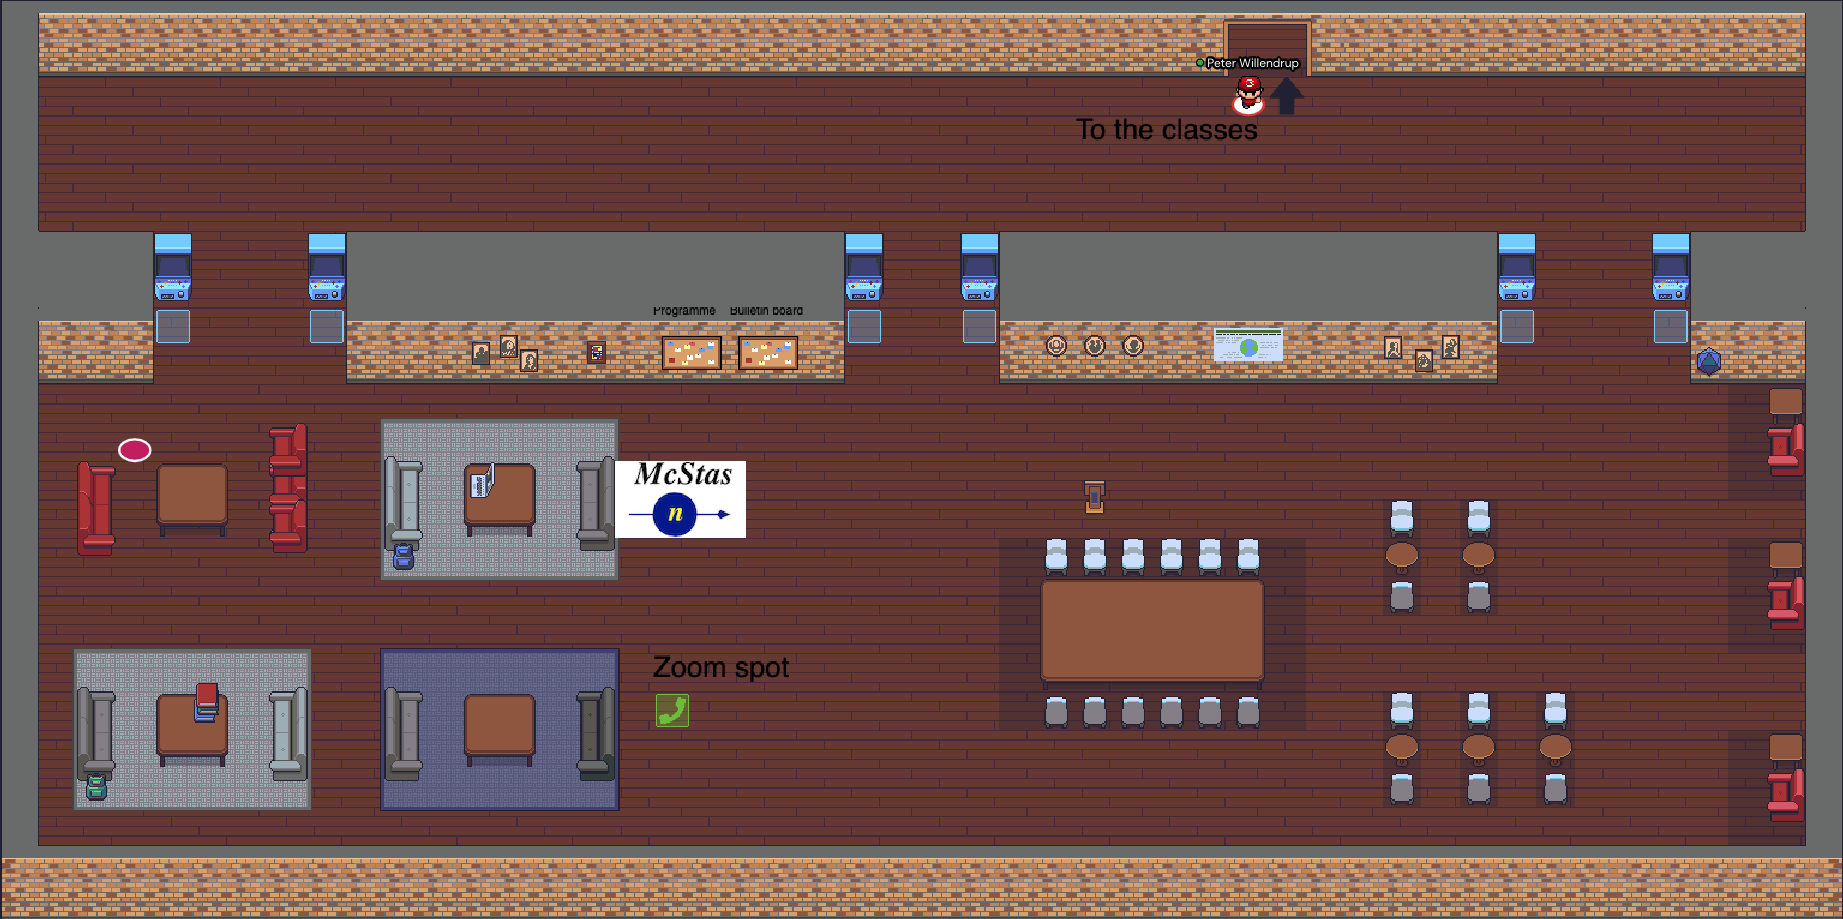 Peter Willendrup
To the classes
Programme
Bulletin board
McStas
n
Zoom spot